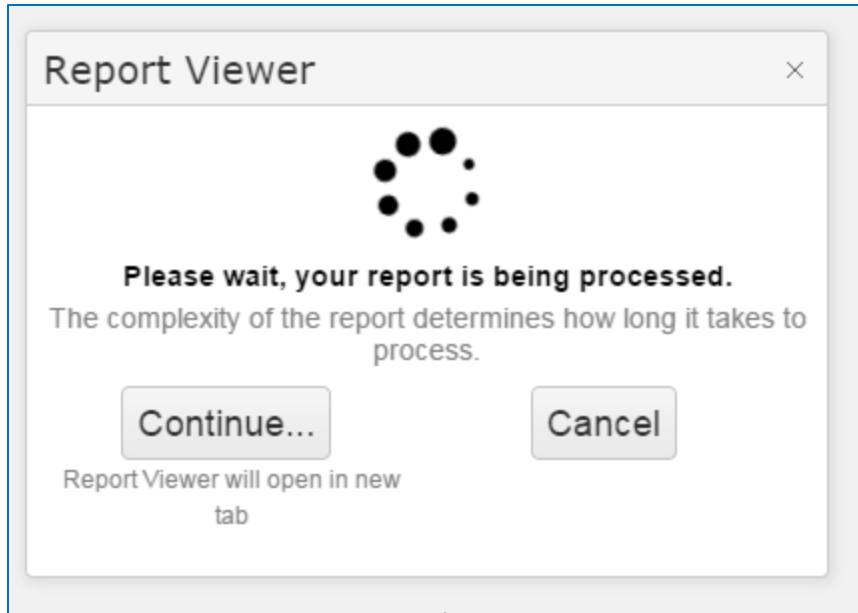 Report Viewer
Please wait, your report is being processed.
The complexity of the report determines how long it takes to
process.
Continue...
Cancel
Report Viewer will open in new
tab